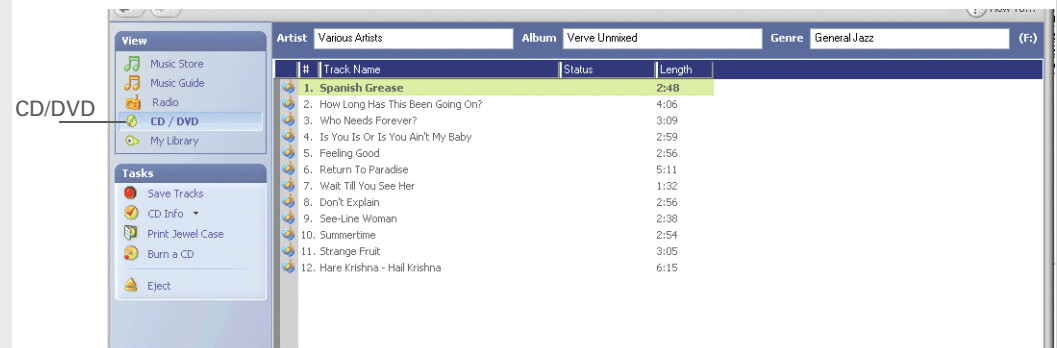 How To...
View
Artist Various Artists Album Verve Unmixed Genre General Jazz (F:)
Music Store
Music Guide
Radio
CD / DVD
My Library
CD/DVD
Tasks
Save Tracks
CD Info
Print Jewel Case
Burn a CD
Eject
# Track Name Status Length
1. Spanish Grease 2:48
2. How Long Has This Been Going On? 4:06
3. Who Needs Forever? 3:09
4. Is You Is Or Is You Ain't My Baby 2:59
5. Feeling Good 2:56
6. Return To Paradise 5:11
7. Wait Till You See Her 1:32
8. Don't Explain 2:56
9. See-Line Woman 2:38
10. Summertime 2:54
11. Strange Fruit 3:05
12. Hare Krishna - Hail Krishna 6:15